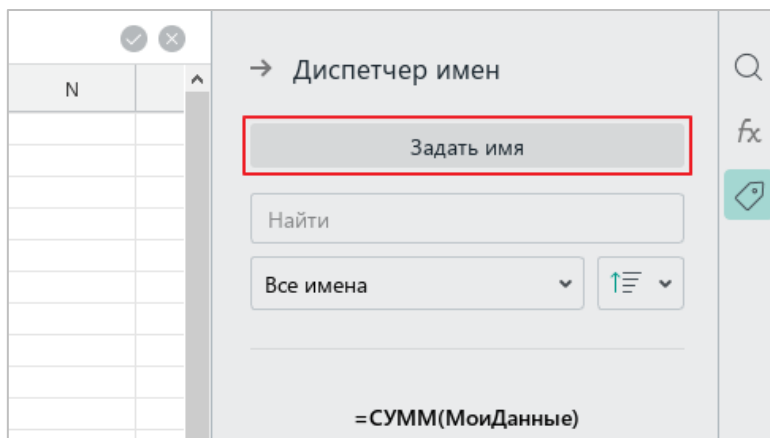 N
Диспетчер имен
Задать имя
Найти
Все имена
=СУММ(МоиДанные)
fx